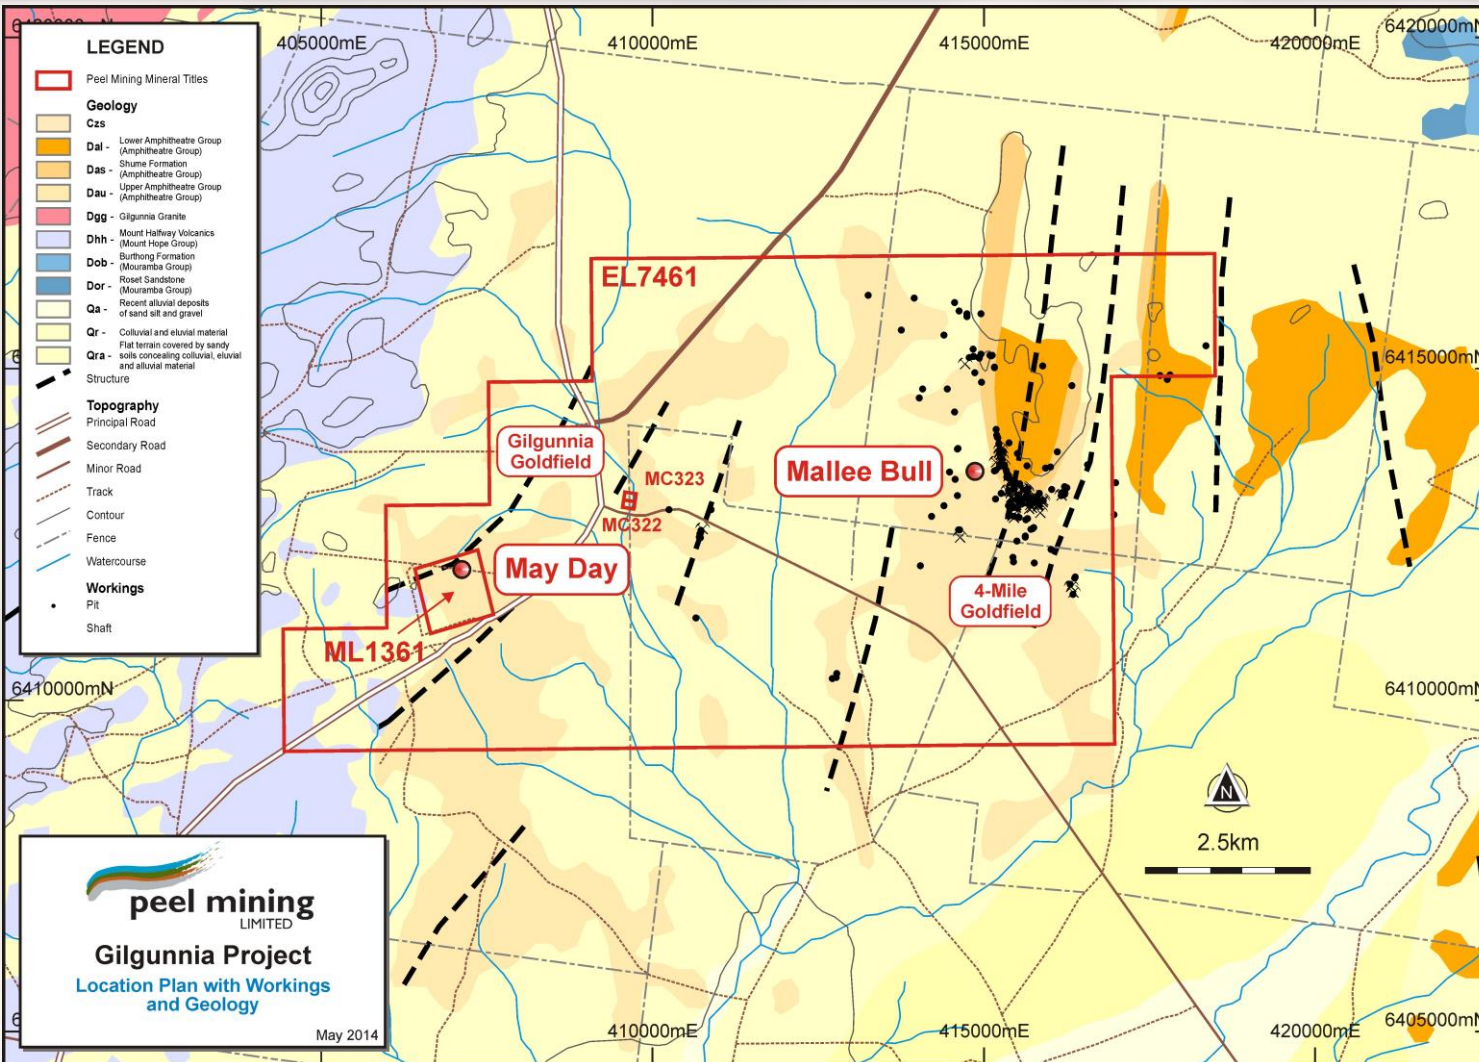 6420000mN
405000mE
410000mE
415000mE
420000mE
6420000mN
LEGEND
Peel Mining Mineral Titles
Geology
Czs
Dal - Lower Amphitheatre Group
(Amphitheatre Group)
Das - Shume Formation
(Amphitheatre Group)
Dau - Upper Amphitheatre Group
(Amphitheatre Group)
Dgg - Gilgunnia Granite
Dhh - Mount Halfway Volcanics
(Mount Hope Group)
Dob - Burthong Formation
(Mouramba Group)
Dor - Roset Sandstone
(Mouramba Group)
Qa - Recent alluvial deposits
of sand silt and gravel
Qr - Colluvial and eluvial material
Qra - Flat terrain covered by sandy
soils concealing colluvial, eluvial
and alluvial material
Structure
Topography
Principal Road
Secondary Road
Minor Road
Track
Contour
Fence
Watercourse
Workings
Pit
Shaft
EL7461
6415000mN
Gilgunnia
Goldfield
MC323
MC322
Mallee Bull
May Day
4-Mile
Goldfield
ML1361
6410000mN
6410000mN
N
2.5km
peel mining
LIMITED
Gilgunnia Project
Location Plan with Workings
and Geology
May 2014
410000mE
415000mE
420000mE
6405000mN